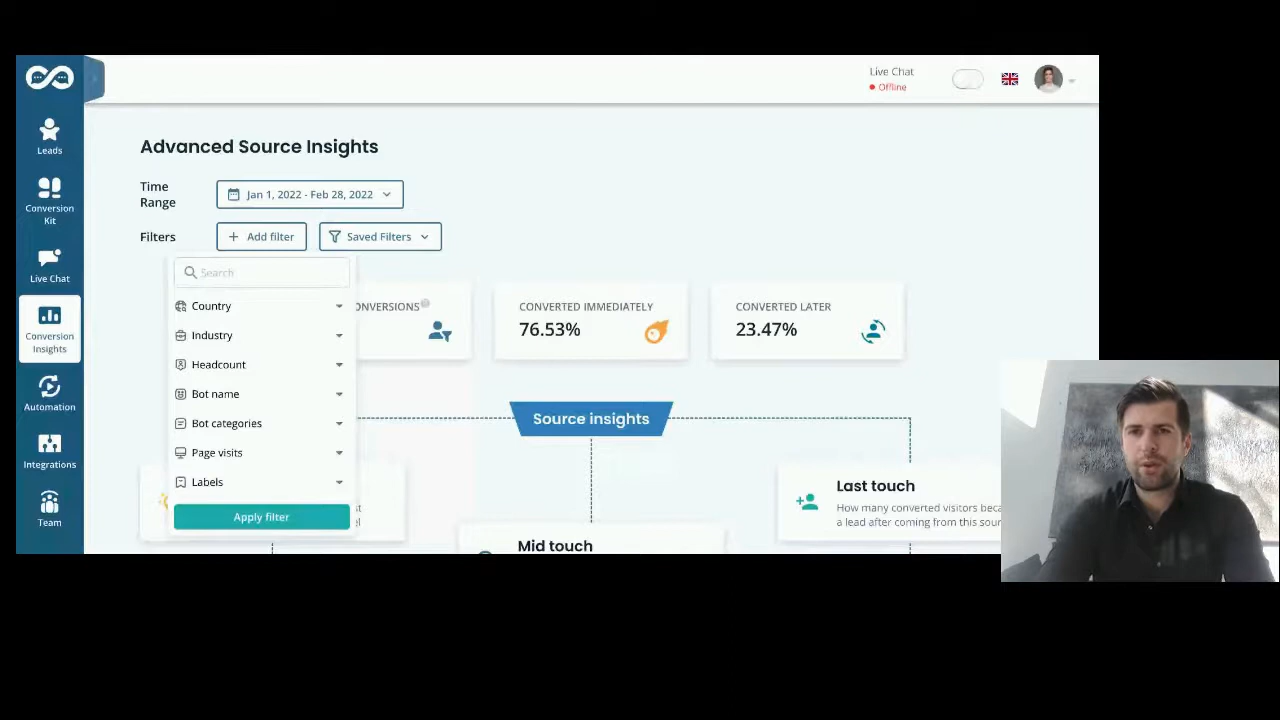 Live Chat
Offline
Leads
Conversion
Kit
Live Chat
Conversion
Insights
Automation
Integrations
Team
Advanced Source Insights
Time
Range
Jan 1, 2022 - Feb 28, 2022
Filters
Add filter
Saved Filters
Search
Country
Industry
Headcount
Bot name
Bot categories
Page visits
Labels
Apply filter
ONVERSIONS
CONVERTED IMMEDIATELY
76.53%
CONVERTED LATER
23.47%
Source insights
Last touch
How many converted visitors beca
a lead after coming from this sour
Mid touch